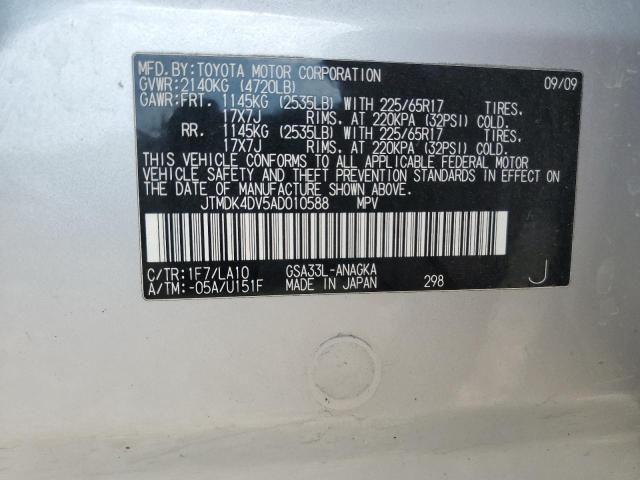 MFD. BY: TOYOTA MOTOR CORPORATION 09/09
GVWR: 2140KG (4720LB)
GAWR: FRT. 1145KG (2535LB) WITH 225/65R17 TIRES,
17X7J RIMS, AT 220KPA (32PSI) COLD.
RR. 1145KG (2535LB) WITH 225/65R17 TIRES,
17X7J RIMS, AT 220KPA (32PSI) COLD.
THIS VEHICLE CONFORMS TO ALL APPLICABLE FEDERAL MOTOR
VEHICLE SAFETY AND THEFT PREVENTION STANDARDS IN EFFECT ON
THE DATE OF MANUFACTURE SHOWN ABOVE.
JTMDK4DV5AD010588 MPV
C/TR: 1F7/LA10 GSA33L-ANAGKA
A/TM: -05A/U151F MADE IN JAPAN 298 J